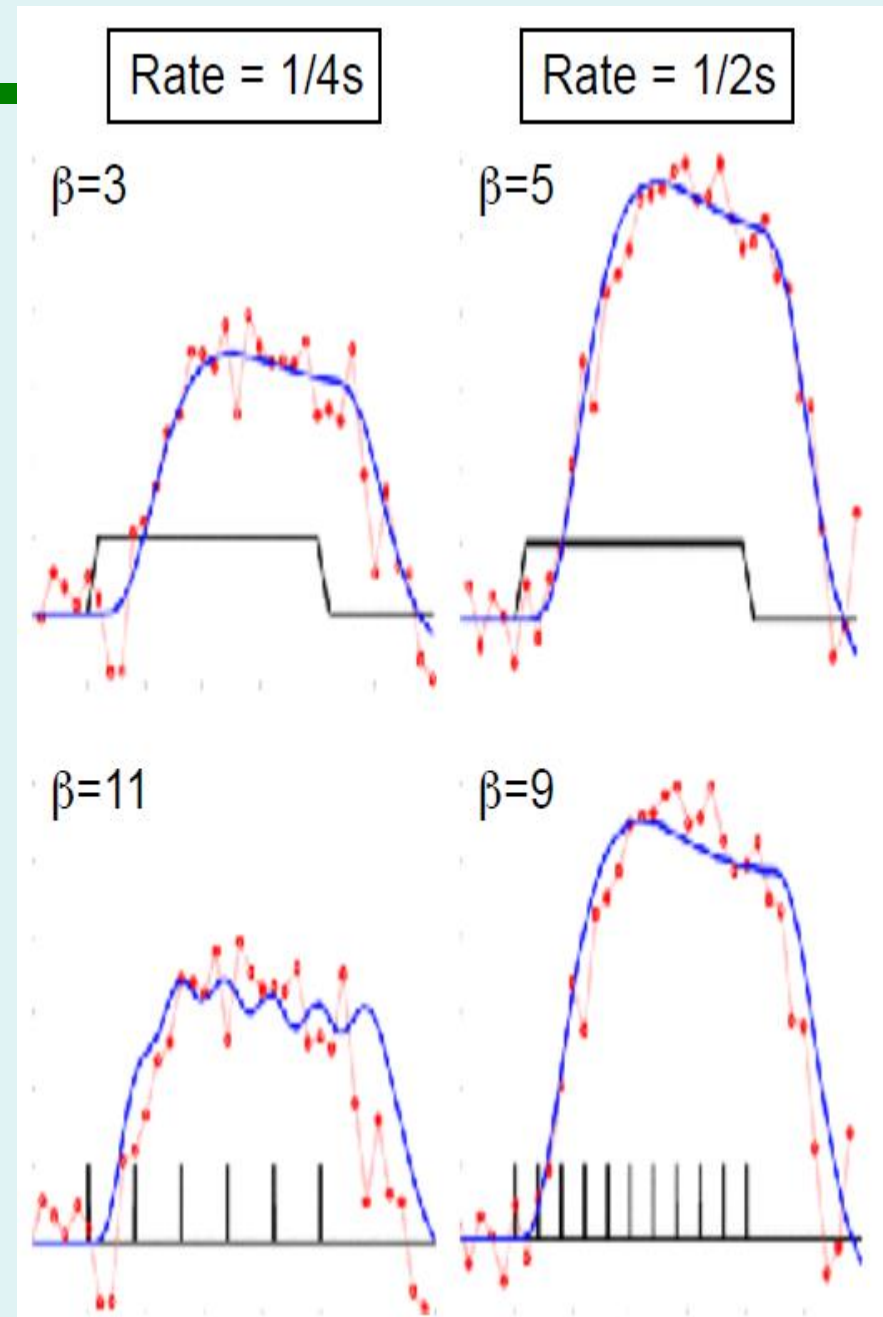 Rate = 1/4s
Rate = 1/2s
β=3
β=5
β=11
β=9